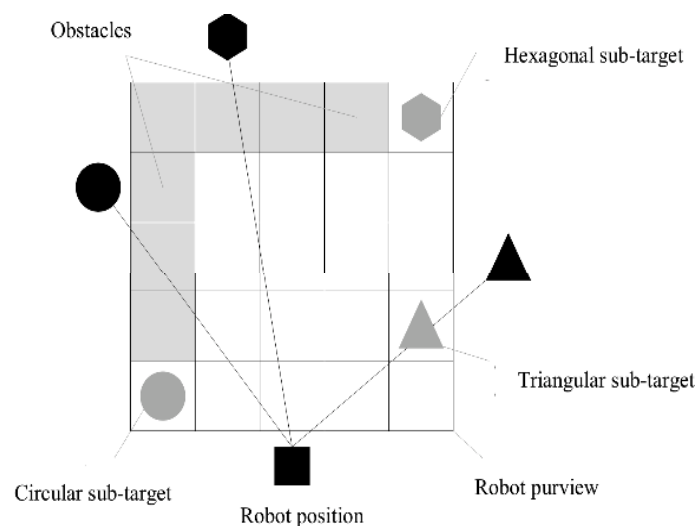 Obstacles
Hexagonal sub-target
Triangular sub-target
Circular sub-target
Robot purview
Robot position